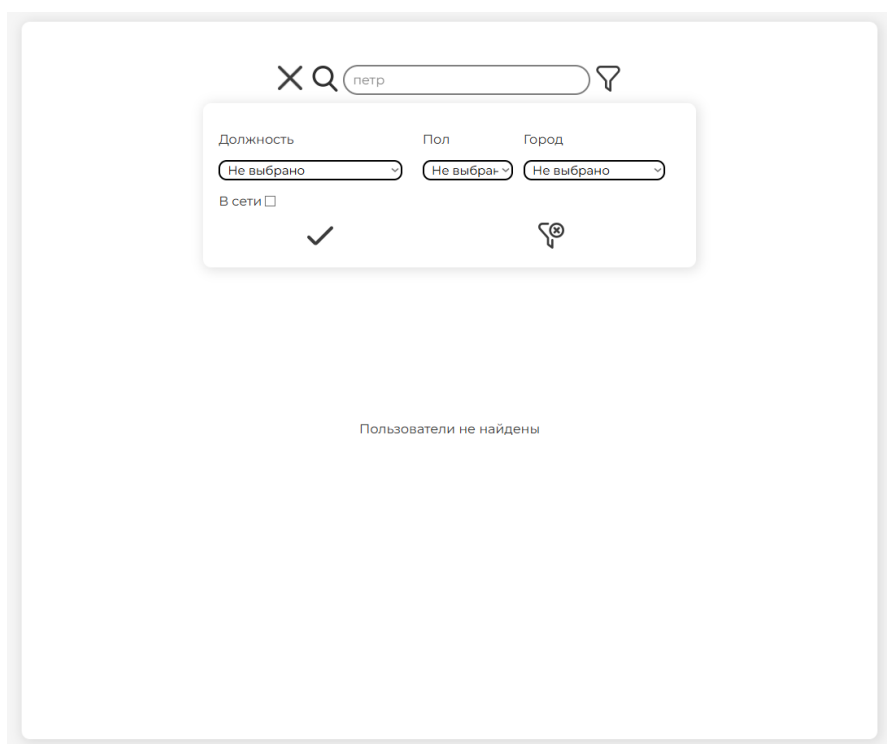 петр
Должность Пол Город
Не выбрано Не выбран Не выбрано
В сети
Пользователи не найдены